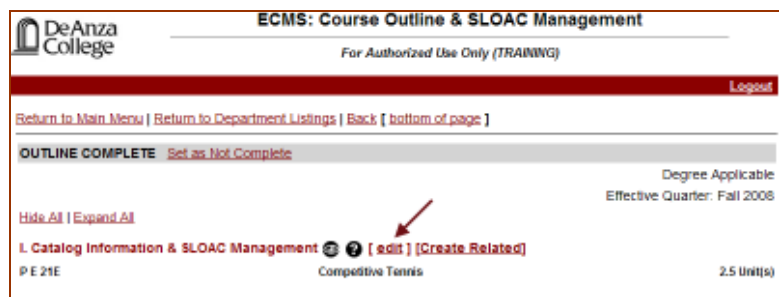 DeAnza College
ECMS: Course Outline & SLOAC Management
For Authorized Use Only (TRAINING)
Logout
Return to Main Menu | Return to Department Listings | Back [ bottom of page ]
OUTLINE COMPLETE Set as Not Complete
Degree Applicable
Effective Quarter: Fall 2008
Hide All | Expand All
I. Catalog Information & SLOAC Management ? [ edit ] [Create Related]
P E 21E Competitive Tennis 2.5 Unit(s)